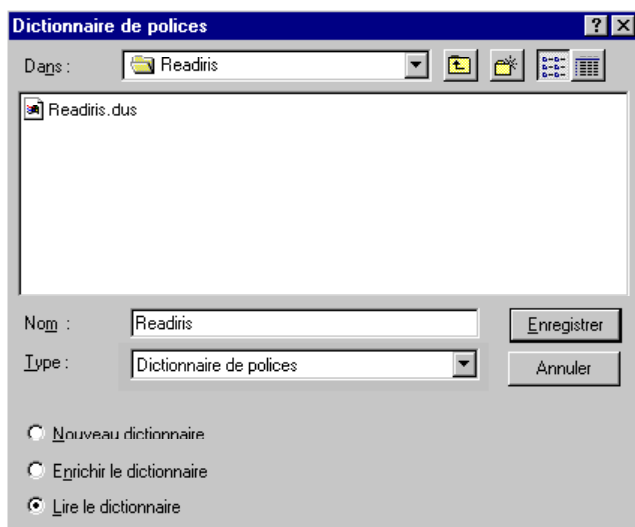 Dictionnaire de polices
Dans : Readiris
Readiris.dus
Nom : Readiris Enregistrer
Type : Dictionnaire de polices Annuler
Nouveau dictionnaire
Enrichir le dictionnaire
Lire le dictionnaire